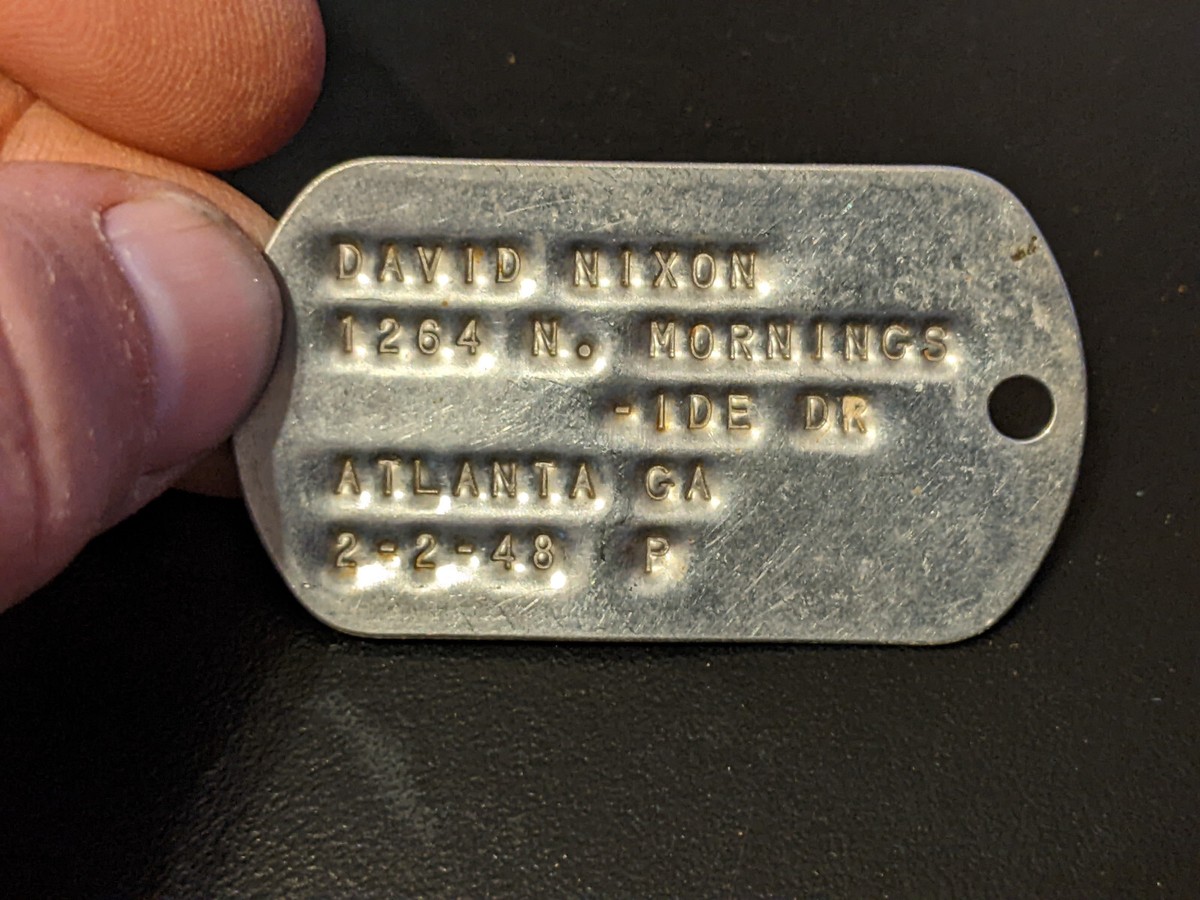 DAVID NIXON
1264 N. MORNINGS
-IDE DR
ATLANTA GA
2-2-48 P